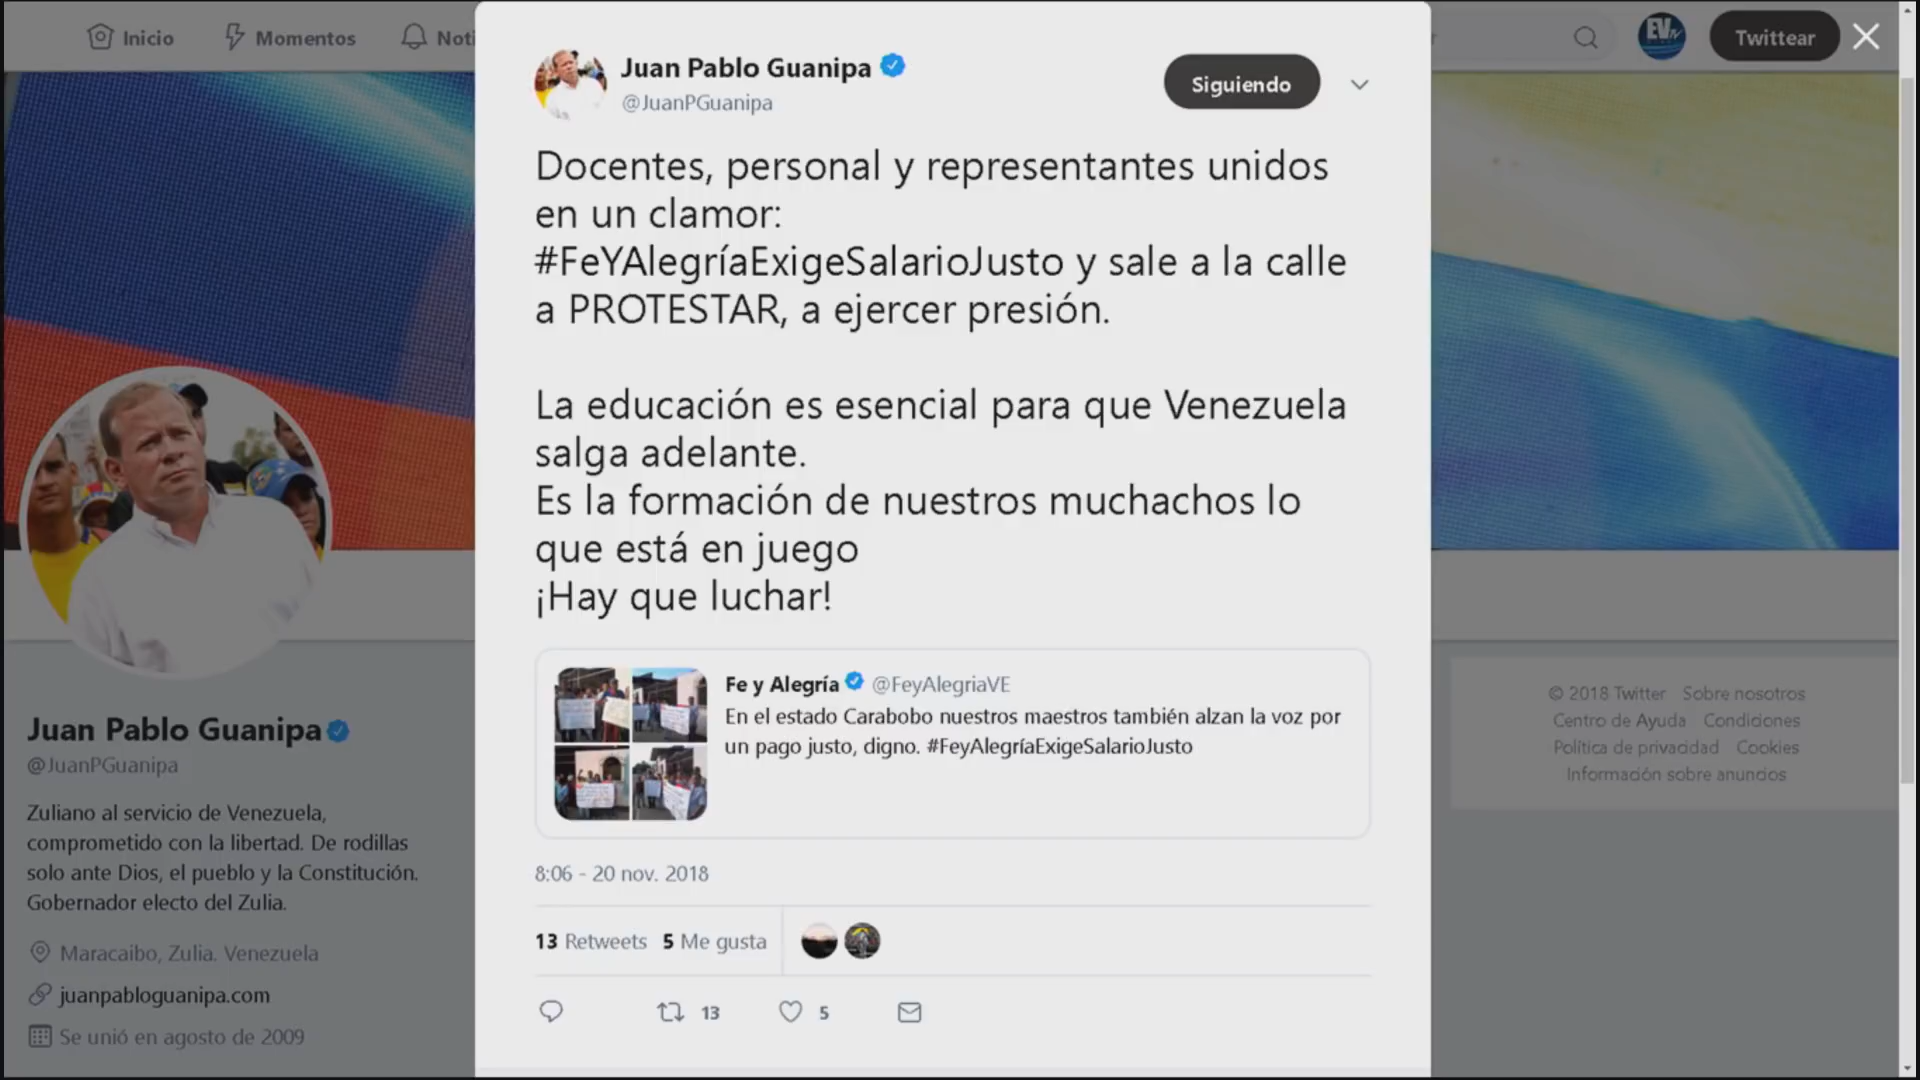 Inicio
Momentos
Noti
EV
Twittear
Juan Pablo Guanipa
@JuanPGuanipa
Siguiendo
Docentes, personal y representantes unidos
en un clamor:
#FeYAlegríaExigeSalarioJusto y sale a la calle
a PROTESTAR, a ejercer presión.
La educación es esencial para que Venezuela
salga adelante.
Es la formación de nuestros muchachos lo
que está en juego
¡Hay que luchar!
Fe y Alegría @FeyAlegriaVE
En el estado Carabobo nuestros maestros también alzan la voz por
un pago justo, digno. #FeyAlegríaExigeSalarioJusto
8:06 - 20 nov. 2018
13 Retweets 5 Me gusta
13 5
Juan Pablo Guanipa
@JuanPGuanipa
Zuliano al servicio de Venezuela,
comprometido con la libertad. De rodillas
solo ante Dios, el pueblo y la Constitución.
Gobernador electo del Zulia.
Maracaibo, Zulia. Venezuela
juanpabloguanipa.com
Se unió en agosto de 2009
© 2018 Twitter Sobre nosotros
Centro de Ayuda Condiciones
Política de privacidad Cookies
Información sobre anuncios